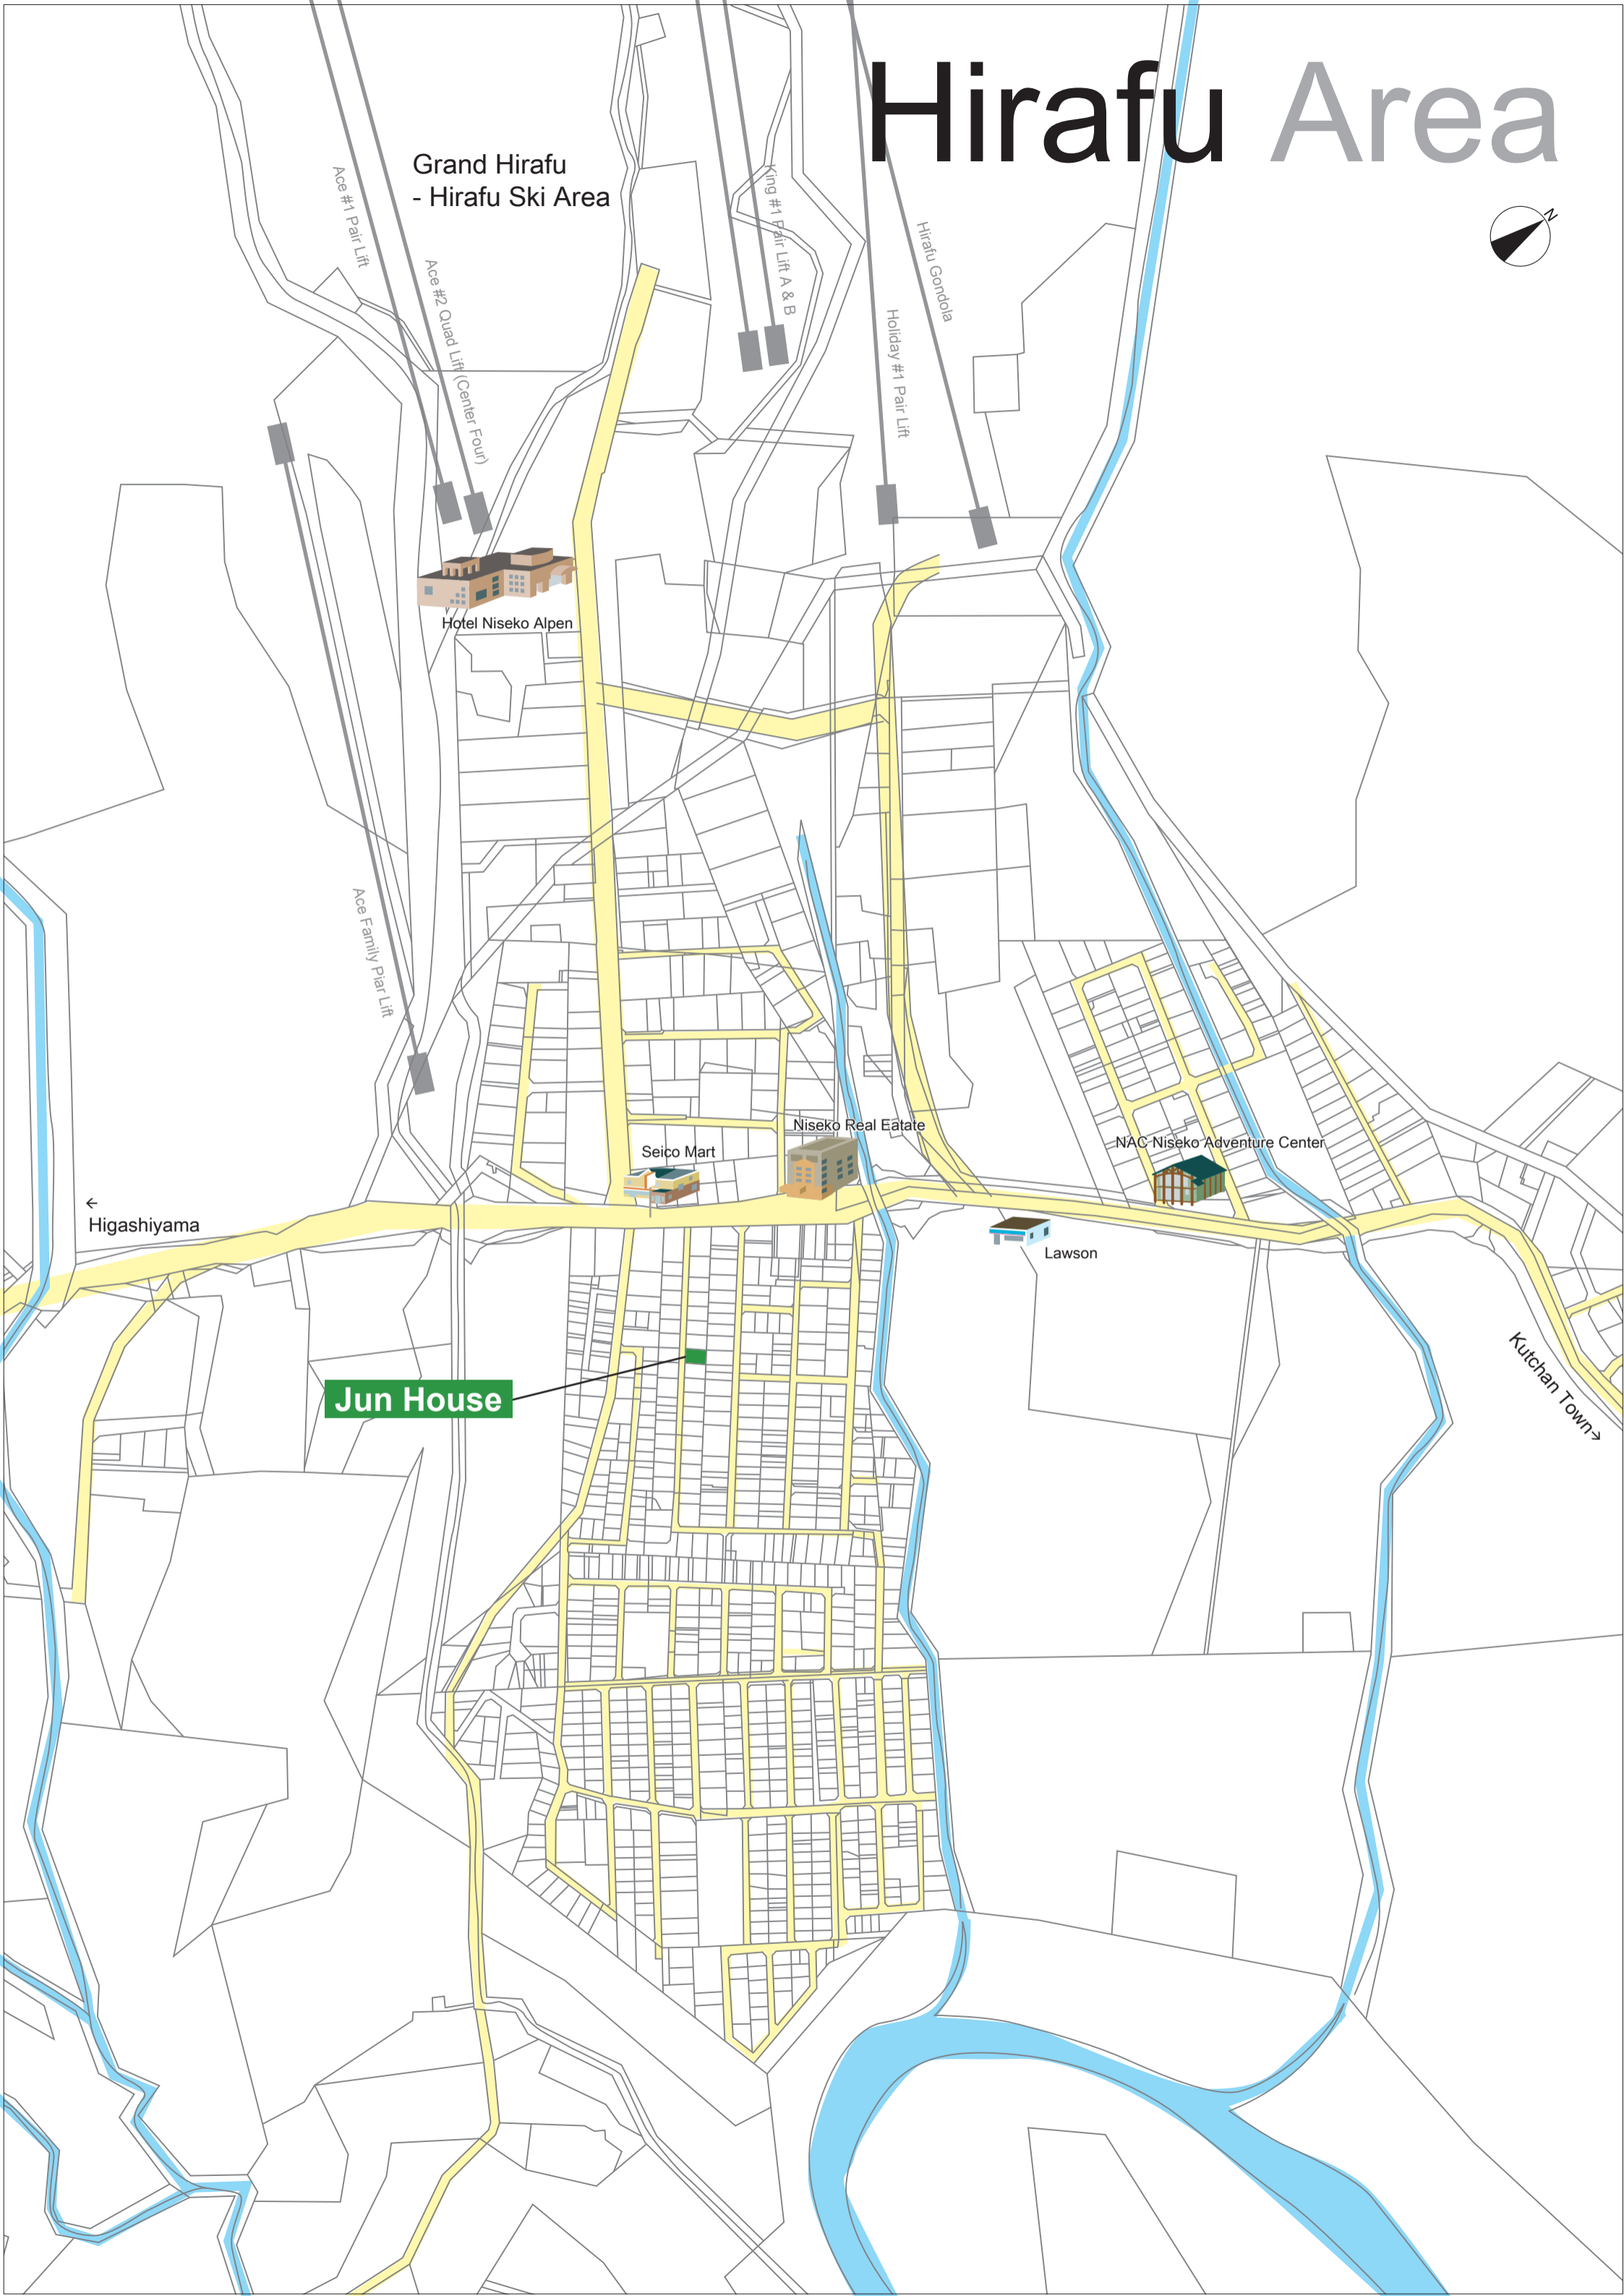 Hirafu Area
N
Grand Hirafu
- Hirafu Ski Area
Ace #1 Pair Lift
Ace #2 Quad Lift (Center Four)
King #1 Pair Lift A & B
Holiday #1 Pair Lift
Hirafu Gondola
Hotel Niseko Alpen
Ace Family Piar Lift
Niseko Real Eatate
Seico Mart
NAC Niseko Adventure Center
←
Higashiyama
Lawson
Jun House
Kutchan Town→